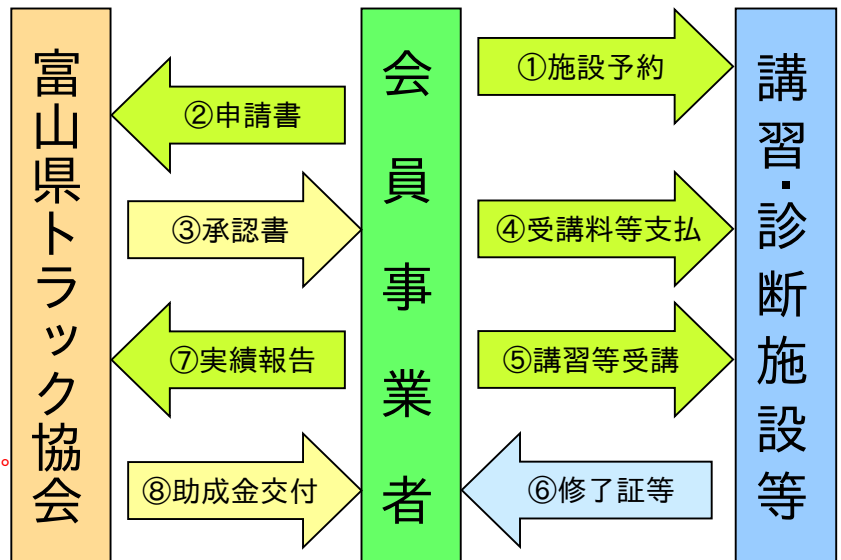 富山県トラック協会
会員事業者
講習・診断施設等
①施設予約
②申請書
③承認書
④受講料等支払
⑤講習等受講
⑦実績報告
⑥修了証等
⑧助成金交付
。